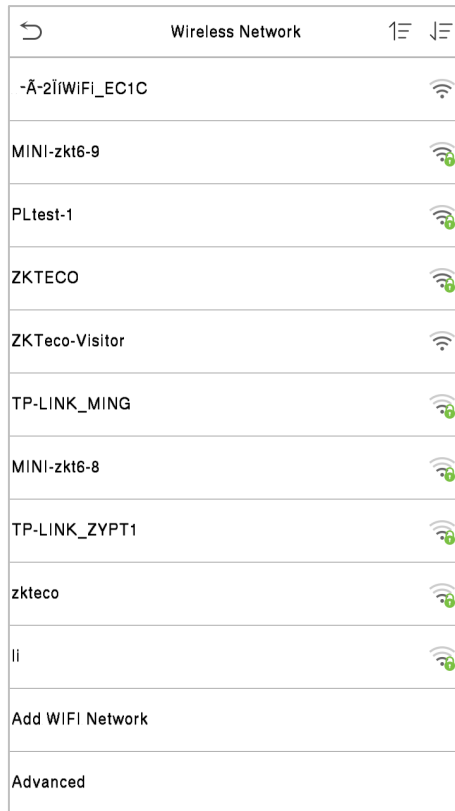 Wireless Network
-Ã-2ÏíWiFi_EC1C
MINI-zkt6-9
PLtest-1
ZKTECO
ZKTeco-Visitor
TP-LINK_MING
MINI-zkt6-8
TP-LINK_ZYPT1
zkteco
li
Add WIFI Network
Advanced